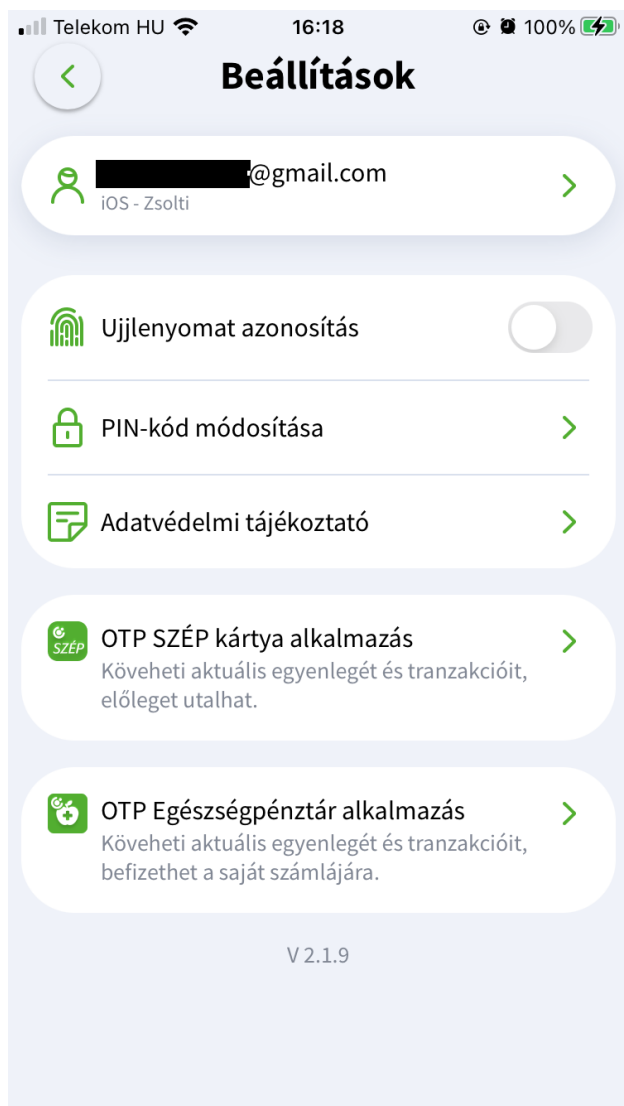 Telekom HU 16:18 100%
Beállítások
@gmail.com
iOS - Zsolti
Ujjlenyomat azonosítás
PIN-kód módosítása
Adatvédelmi tájékoztató
SZÉP
OTP SZÉP kártya alkalmazás
Követheti aktuális egyenlegét és tranzakcióit,
előleget utalhat.
OTP Egészségpénztár alkalmazás
Követheti aktuális egyenlegét és tranzakcióit,
befizethet a saját számlájára.
V 2.1.9